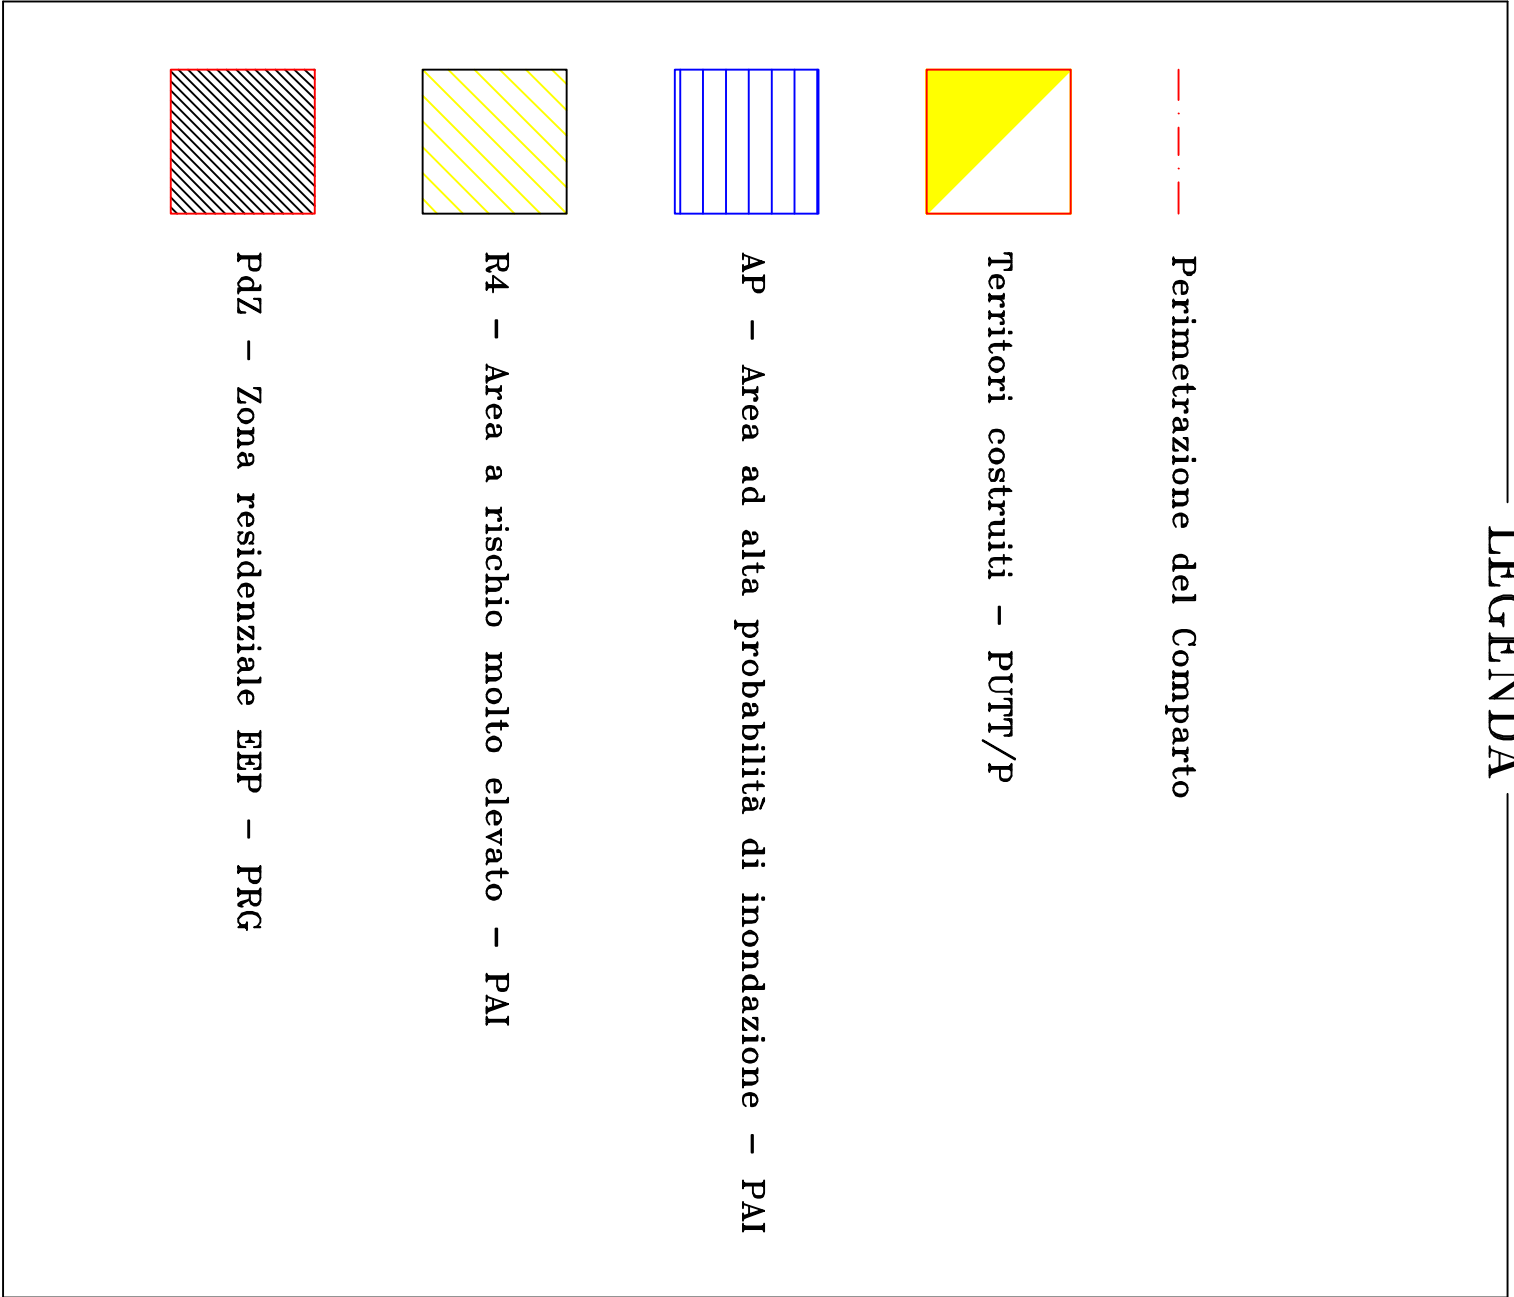 LEGENDA
Perimetrazione del Comparto
Territori costruiti - PUTT/P
AP - Area ad alta probabilità di inondazione - PAI
R4 - Area a rischio molto elevato - PAI
PdZ - Zona residenziale EEP - PRG